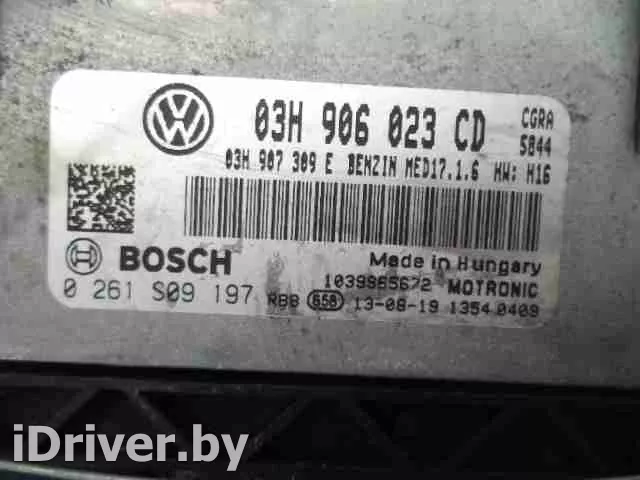 03H 906 023 CD
CGRA
5844
03H 907 309 E BENZIN MED17.1.6 HW: H16
BOSCH
Made in Hungary
0 261 S09 197
1039S65672 MOTRONIC
RBB 658 13-08-19 1354 0409
iDriver.by